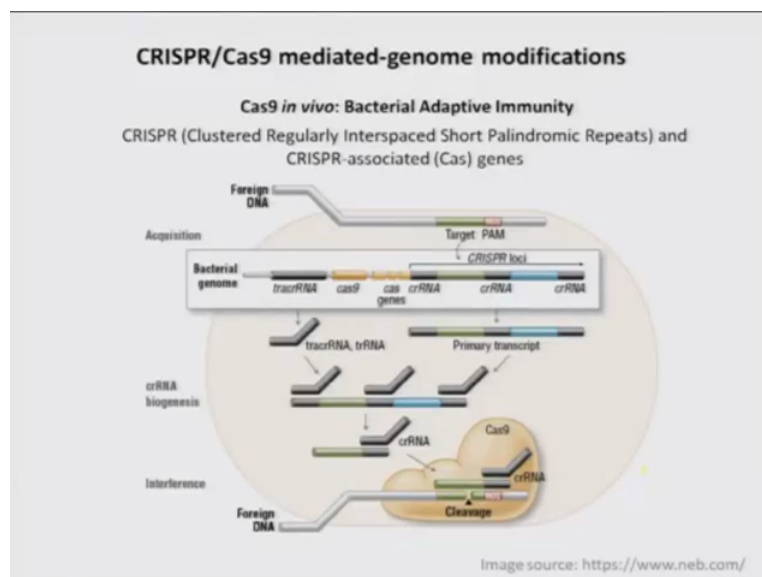 CRISPR/Cas9 mediated-genome modifications
Cas9 in vivo: Bacterial Adaptive Immunity
CRISPR (Clustered Regularly Interspaced Short Palindromic Repeats) and
CRISPR-associated (Cas) genes
Foreign
DNA
Acquisition
Target PAM
CRISPR loci
Bacterial
genome
tracrRNA cas9 cas
genes
crRNA crRNA crRNA
tracrRNA, trRNA
Primary transcript
crRNA
biogenesis
crRNA
Cas9
Interference
crRNA
Cleavage
Foreign
DNA
Image source: https://www.neb.com/